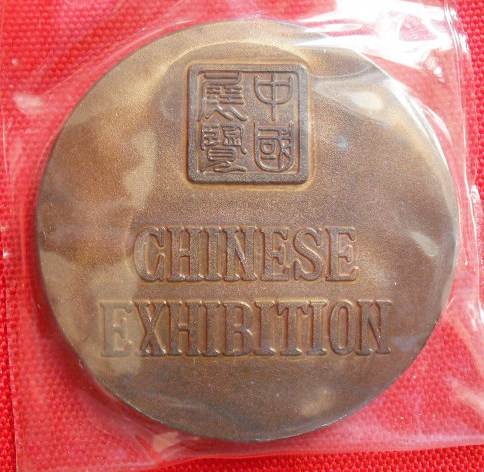 中國
展覽
CHINESE
EXHIBITION